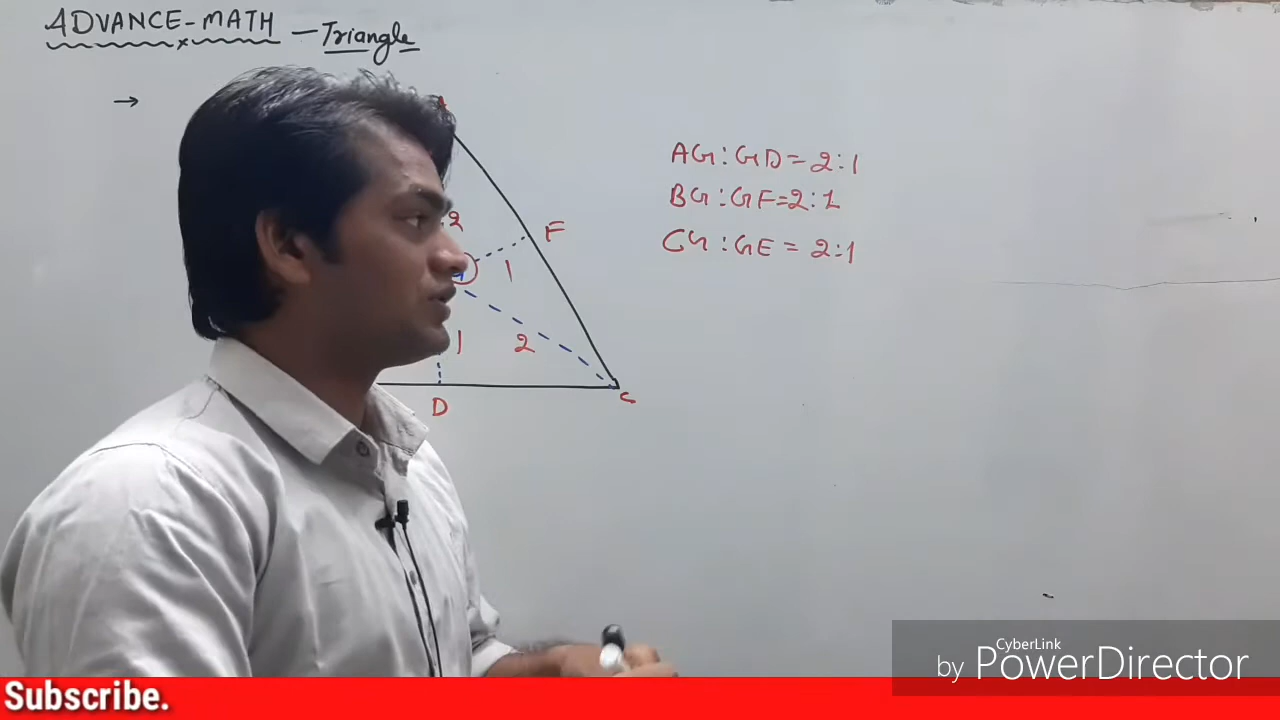 ADVANCE-MATH - Triangle
→
AG:GD=2:1
BG:GF=2:1
CG:GE=2:1
2
F
1
1
2
D
C
CyberLink
by PowerDirector
Subscribe.